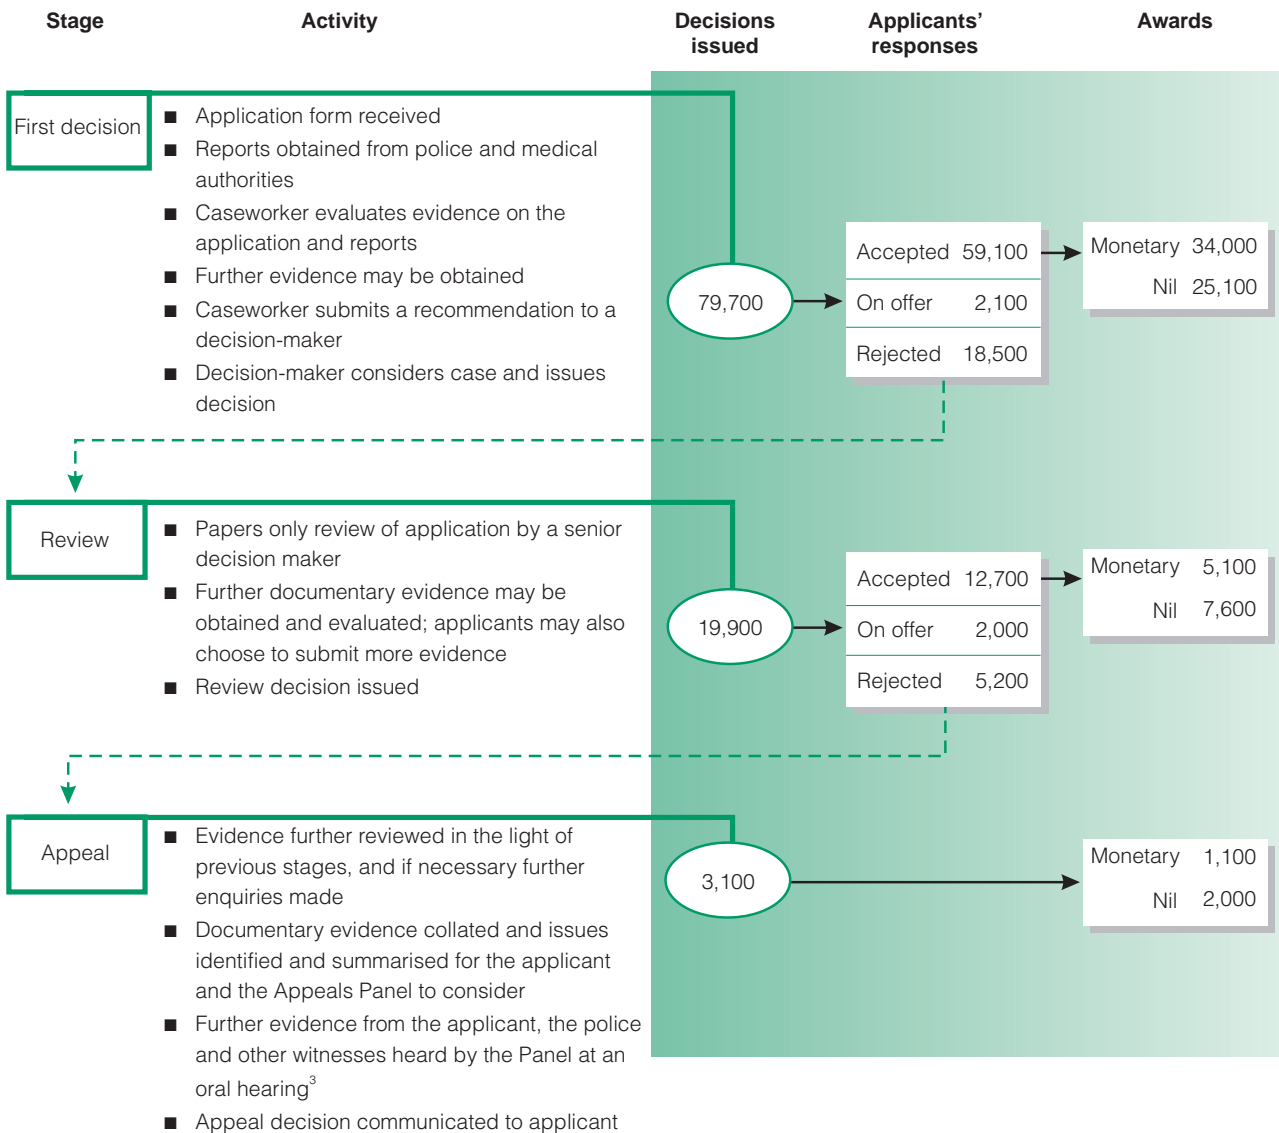 Stage Activity Decisions issued Applicants' responses Awards
First decision
■ Application form received
■ Reports obtained from police and medical
authorities
■ Caseworker evaluates evidence on the
application and reports
■ Further evidence may be obtained
■ Caseworker submits a recommendation to a
decision-maker
■ Decision-maker considers case and issues
decision
79,700
Accepted 59,100
On offer 2,100
Rejected 18,500
Monetary 34,000
Nil 25,100
Review
■ Papers only review of application by a senior
decision maker
■ Further documentary evidence may be
obtained and evaluated; applicants may also
choose to submit more evidence
■ Review decision issued
19,900
Accepted 12,700
On offer 2,000
Rejected 5,200
Monetary 5,100
Nil 7,600
Appeal
■ Evidence further reviewed in the light of
previous stages, and if necessary further
enquiries made
■ Documentary evidence collated and issues
identified and summarised for the applicant
and the Appeals Panel to consider
■ Further evidence from the applicant, the police
and other witnesses heard by the Panel at an
oral hearing³
■ Appeal decision communicated to applicant
3,100
Monetary 1,100
Nil 2,000